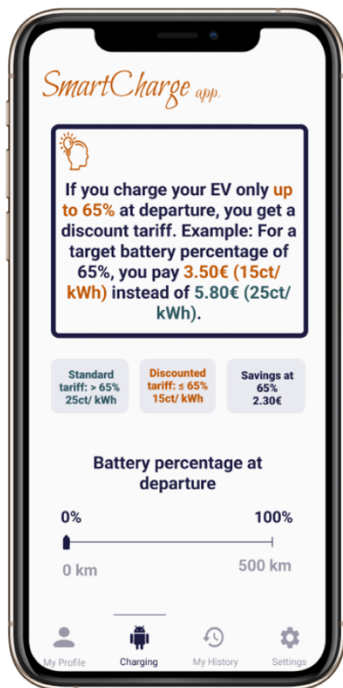 SmartCharge app.
If you charge your EV only up
to 65% at departure, you get a
discount tariff. Example: For a
target battery percentage of
65%, you pay 3.50€ (15ct/
kWh) instead of 5.80€ (25ct/
kWh).
Standard
tariff: > 65%
25ct/ kWh
Discounted
tariff: ≤ 65%
15ct/ kWh
Savings at
65%
2.30€
Battery percentage at
departure
0% 100%
0 km 500 km
My Profile Charging My History Settings